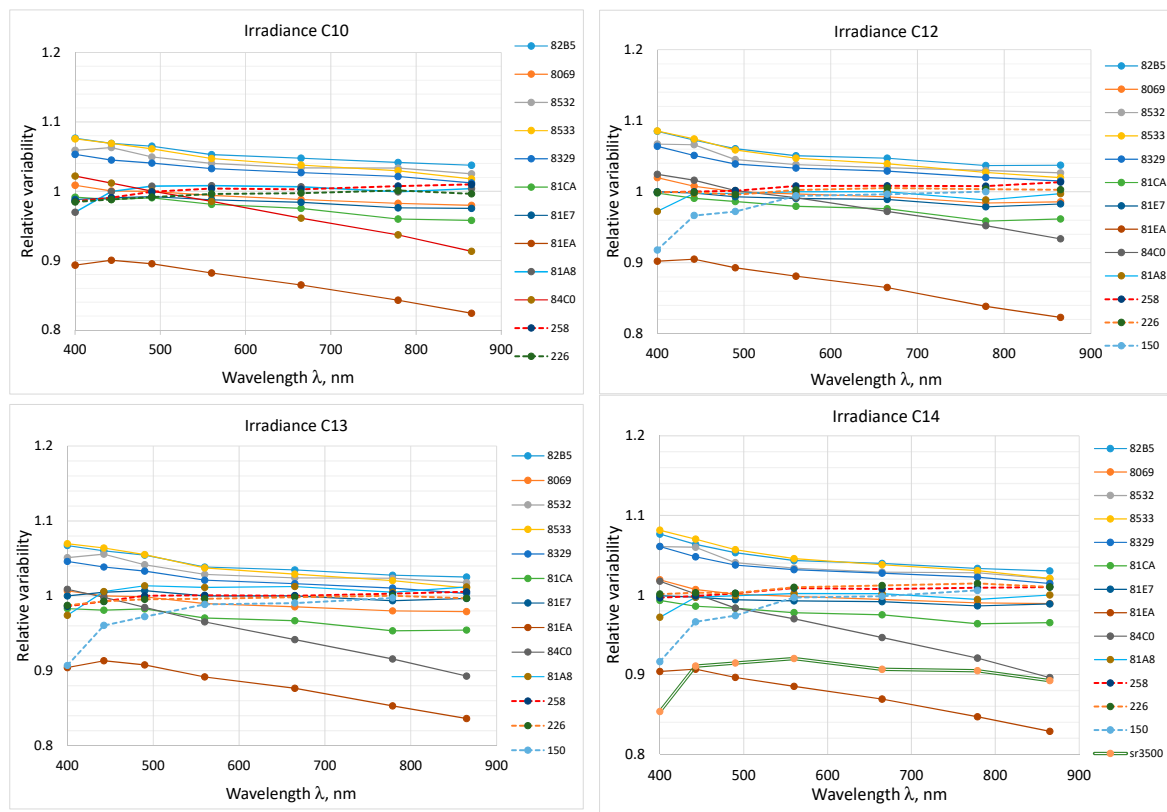 Irradiance C10
1.2
1.1
1
0.9
0.8
Relative variability
400 500 600 700 800 900
Wavelength λ, nm
82B5
8069
8532
8533
8329
81CA
81E7
81EA
81A8
84C0
258
226
Irradiance C12
1.2
1.1
1
0.9
0.8
Relative variability
400 500 600 700 800 900
Wavelength λ, nm
82B5
8069
8532
8533
8329
81CA
81E7
81EA
84C0
81A8
258
226
150
Irradiance C13
1.2
1.1
1
0.9
0.8
Relative variability
400 500 600 700 800 900
Wavelength λ, nm
82B5
8069
8532
8533
8329
81CA
81E7
81EA
84C0
81A8
258
226
150
Irradiance C14
1.2
1.1
1
0.9
0.8
Relative variability
400 500 600 700 800 900
Wavelength λ, nm
82B5
8069
8532
8533
8329
81CA
81E7
81EA
84C0
81A8
258
226
150
sr3500